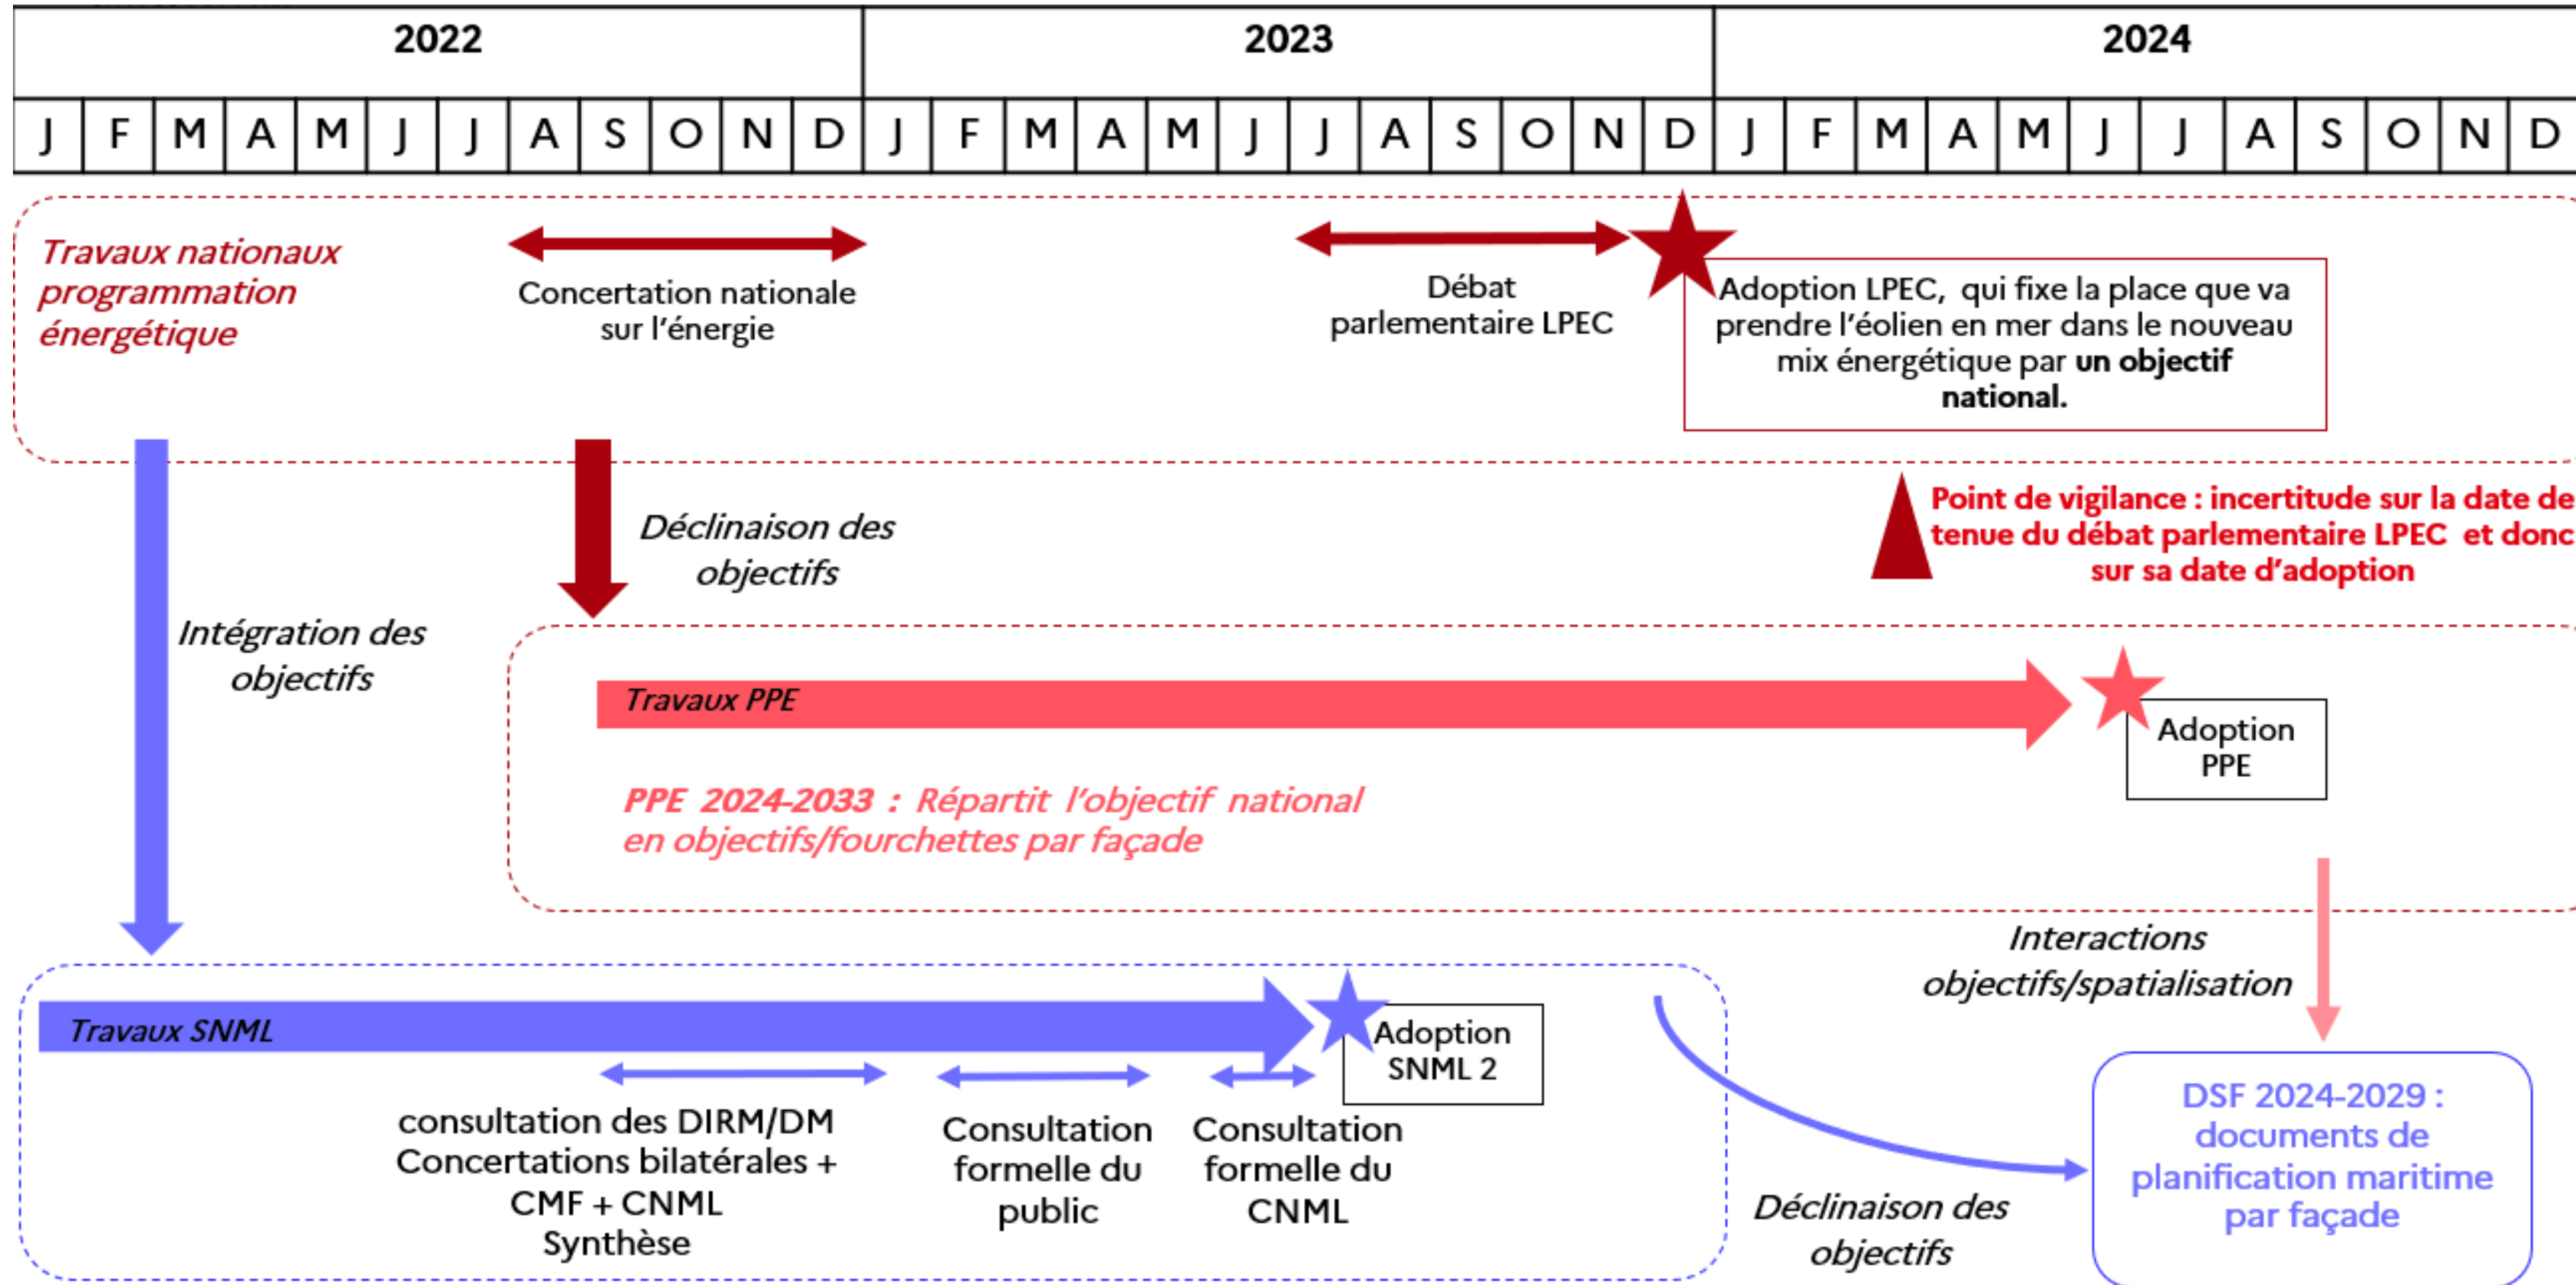 2022
2023
2024
J F M A M J J A S O N D J F M A M J J A S O N D J F M A M J J A S O N D
Travaux nationaux
programmation
énergétique
Concertation nationale
sur l'énergie
Débat
parlementaire LPEC
Adoption LPEC, qui fixe la place que va
prendre l'éolien en mer dans le nouveau
mix énergétique par un objectif
national.
Point de vigilance : incertitude sur la date de
tenue du débat parlementaire LPEC et donc
sur sa date d'adoption
Déclinaison des
objectifs
Intégration des
objectifs
Travaux PPE
Adoption
PPE
PPE 2024-2033 : Répartit l'objectif national
en objectifs/fourchettes par façade
Interactions
objectifs/spatialisation
Travaux SNML
Adoption
SNML 2
consultation des DIRM/DM
Concertations bilatérales +
CMF + CNML
Synthèse
Consultation
formelle du
public
Consultation
formelle du
CNML
Déclinaison des
objectifs
DSF 2024-2029 :
documents de
planification maritime
par façade